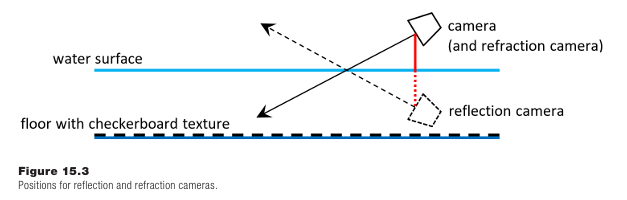 camera
(and refraction camera)
water surface
reflection camera
floor with checkerboard texture
Figure 15.3
Positions for reflection and refraction cameras.